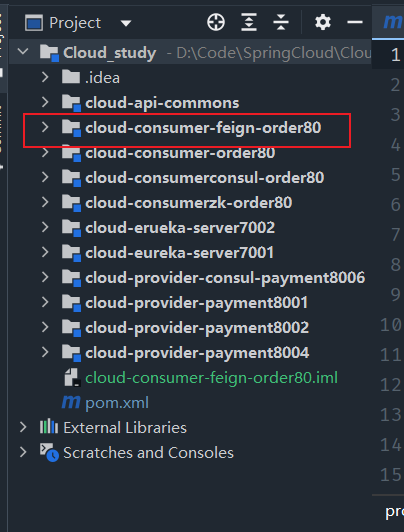 Project
Cloud_study - D:\Code\SpringCloud\Clou
.idea
cloud-api-commons
cloud-consumer-feign-order80
cloud-consumer-order80
cloud-consumerconsul-order80
cloud-consumerzk-order80
cloud-erueka-server7002
cloud-eureka-server7001
cloud-provider-consul-payment8006
cloud-provider-payment8001
cloud-provider-payment8002
cloud-provider-payment8004
cloud-consumer-feign-order80.iml
m pom.xml
External Libraries
Scratches and Consoles
m
1
2
3
4
5
6
7
8
9
10
11
12
13
14
15
pro